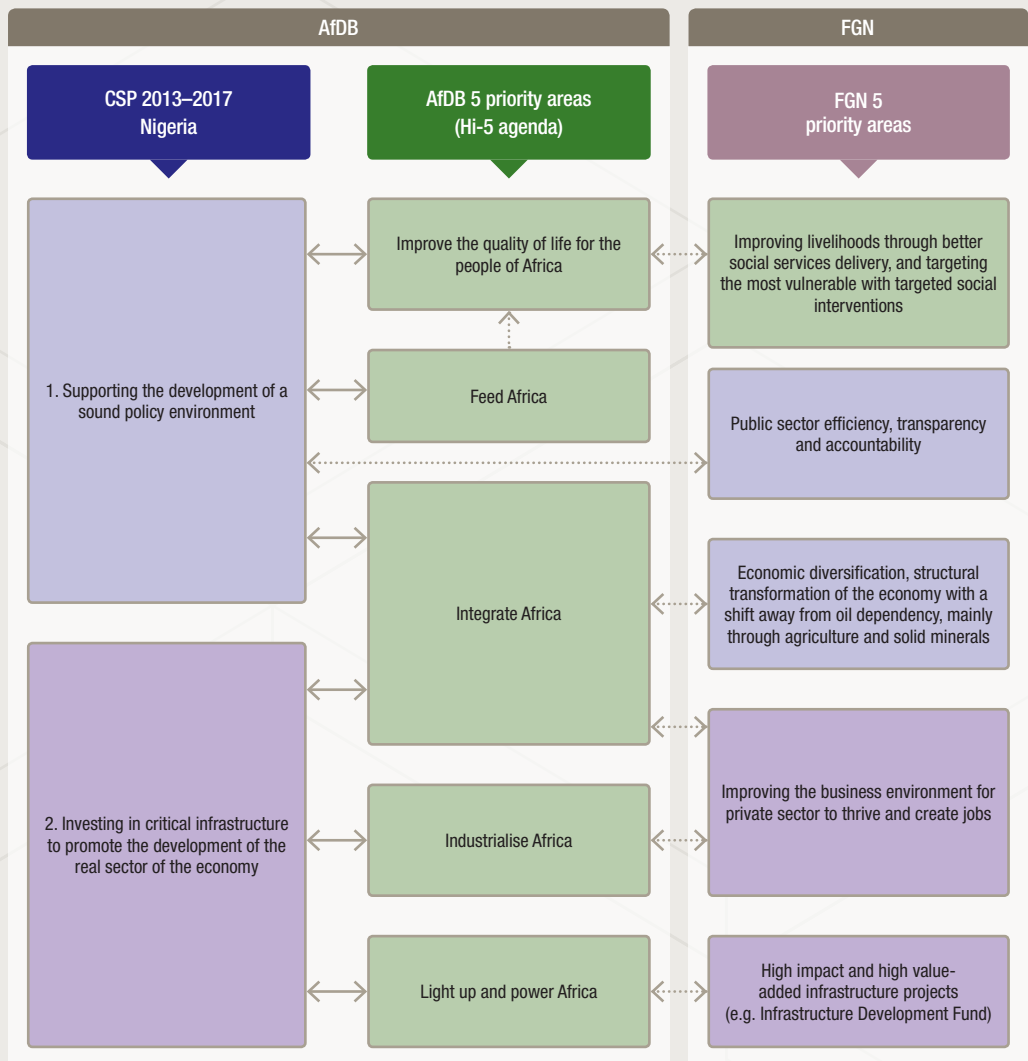 AfDB
FGN
CSP 2013–2017
Nigeria
AfDB 5 priority areas
(Hi-5 agenda)
FGN 5
priority areas
1. Supporting the development of a
sound policy environment
2. Investing in critical infrastructure
to promote the development of the
real sector of the economy
Improve the quality of life for the
people of Africa
Feed Africa
Integrate Africa
Industrialise Africa
Light up and power Africa
Improving livelihoods through better
social services delivery, and targeting
the most vulnerable with targeted social
interventions
Public sector efficiency, transparency
and accountability
Economic diversification, structural
transformation of the economy with a
shift away from oil dependency, mainly
through agriculture and solid minerals
Improving the business environment for
private sector to thrive and create jobs
High impact and high value-
added infrastructure projects
(e.g. Infrastructure Development Fund)